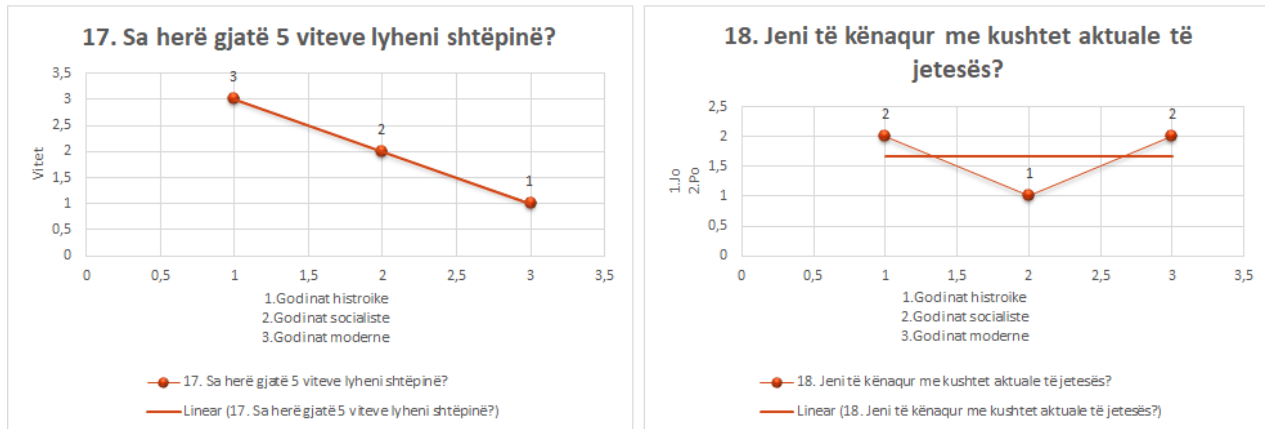 17. Sa herë gjatë 5 viteve lyheni shtëpinë?
Vitet
3,5
3
2,5
2
1,5
1
0,5
0
3
2
1
0
0,5
1
1,5
2
2,5
3
3,5
1.Godinat histroike
2.Godinat socialiste
3.Godinat moderne
17. Sa herë gjatë 5 viteve lyheni shtëpinë?
Linear (17. Sa herë gjatë 5 viteve lyheni shtëpinë?)
18. Jeni të kënaqur me kushtet aktuale të
jetesës?
1.Jo
2.Po
2,5
2
1,5
1
0,5
0
2
1
2
0
0,5
1
1,5
2
2,5
3
3,5
1.Godinat histroike
2.Godinat socialiste
3.Godinat moderne
18. Jeni të kënaqur me kushtet aktuale të jetesës?
Linear (18. Jeni të kënaqur me kushtet aktuale të jetesës?)